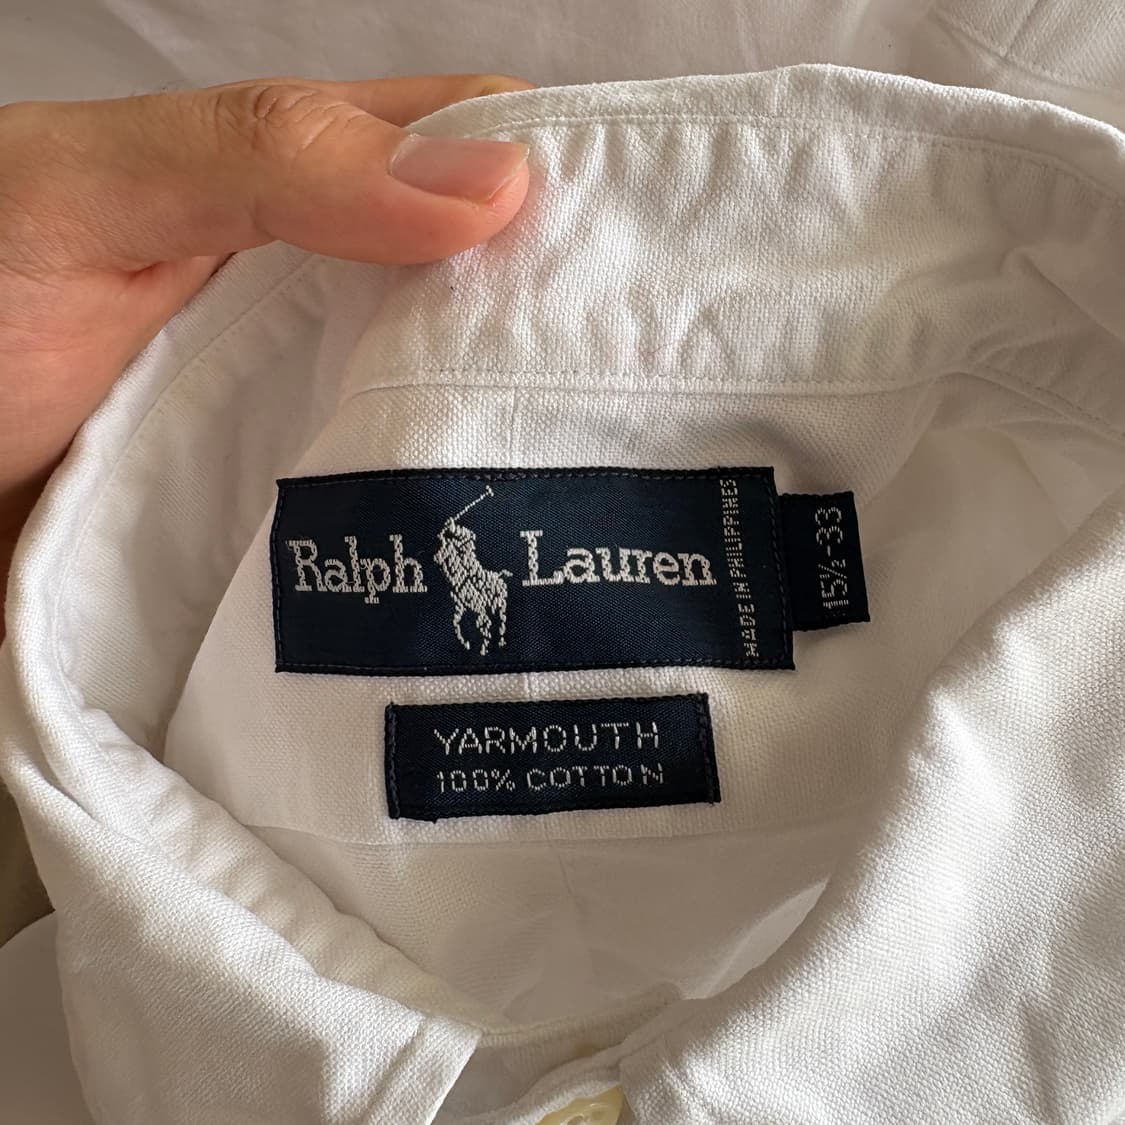 Ralph Lauren
MADE IN PHILIPPINES
15½-33
YARMOUTH
100% COTTON